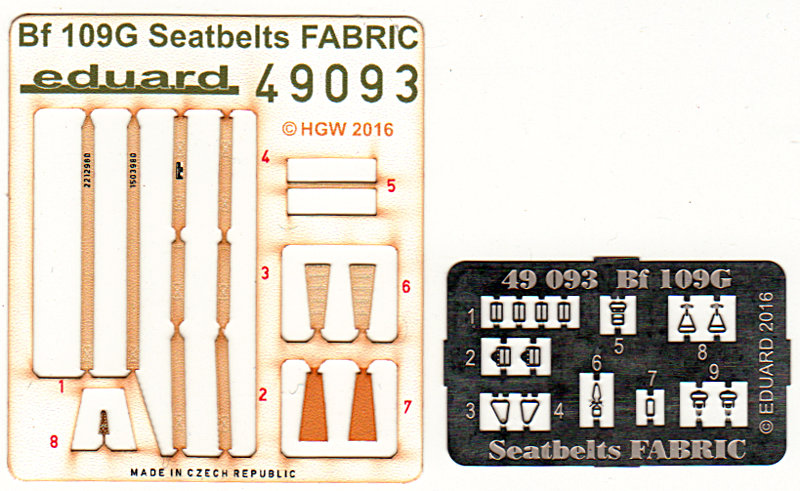 Bf 109G Seatbelts FABRIC
eduard 49093
© HGW 2016
2212980
1503980
4
5
3
6
1
2
7
8
MADE IN CZECH REPUBLIC
49 093 Bf 109G
1
5
8
2
6
7
9
3
4
© EDUARD 2016
Seatbelts FABRIC